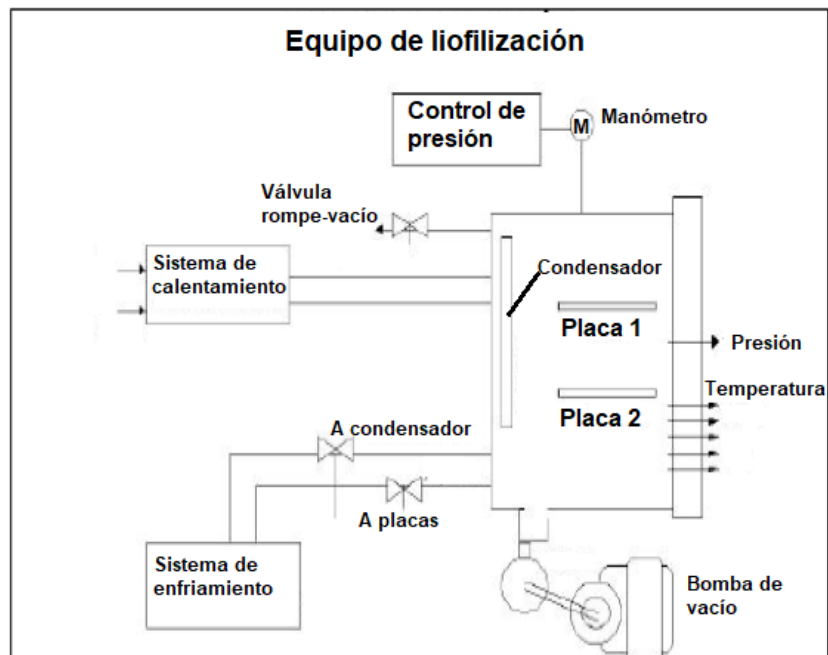 Equipo de liofilización
Control de
presión
M
Manómetro
Válvula
rompe-vacío
Sistema de
calentamiento
Condensador
Placa 1
Presión
Temperatura
Placa 2
A condensador
A placas
Sistema de
enfriamiento
Bomba de
vacío